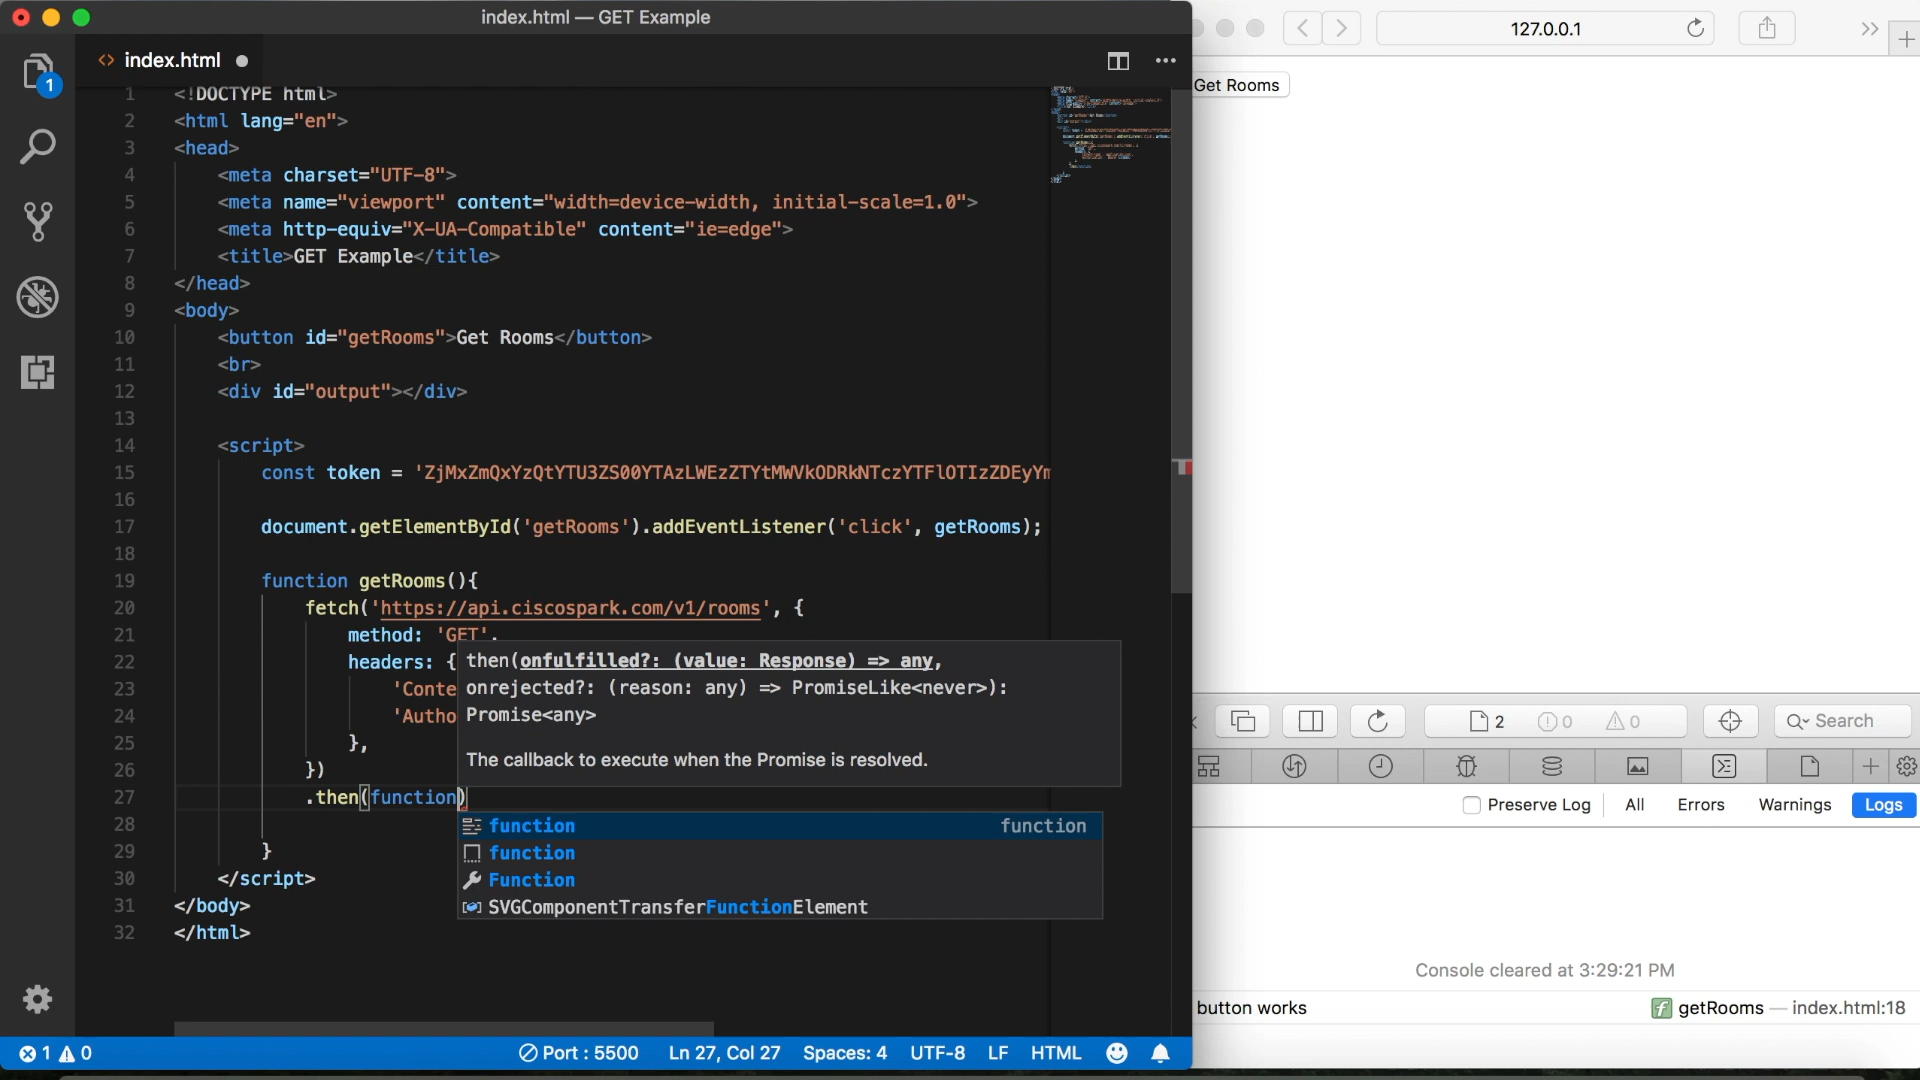 index.html — GET Example
index.html
1
1 <!DOCTYPE html>
2 <html lang="en">
3 <head>
4 <meta charset="UTF-8">
5 <meta name="viewport" content="width=device-width, initial-scale=1.0">
6 <meta http-equiv="X-UA-Compatible" content="ie=edge">
7 <title>GET Example</title>
8 </head>
9 <body>
10 <button id="getRooms">Get Rooms</button>
11 <br>
12 <div id="output"></div>
13
14 <script>
15 const token = 'ZjMxZmQxYzQtYTU3ZS00YTAzLWEzZTYtMWVkODRkNTczYTFlOTIzZDEyYm
16
17 document.getElementById('getRooms').addEventListener('click', getRooms);
18
19 function getRooms(){
20 fetch('https://api.ciscospark.com/v1/rooms', {
21 method: 'GET',
22 headers: {
23 'Conte
24 'Autho
25 },
26 })
27 .then(function)
28
29 }
30 </script>
31 </body>
32 </html>
then(onfulfilled?: (value: Response) => any,
onrejected?: (reason: any) => PromiseLike<never>):
Promise<any>
The callback to execute when the Promise is resolved.
function function
function
Function
SVGComponentTransferFunctionElement
1 0 Port : 5500 Ln 27, Col 27 Spaces: 4 UTF-8 LF HTML
127.0.0.1
Get Rooms
2 0 0 Search
Preserve Log All Errors Warnings Logs
Console cleared at 3:29:21 PM
button works f getRooms — index.html:18